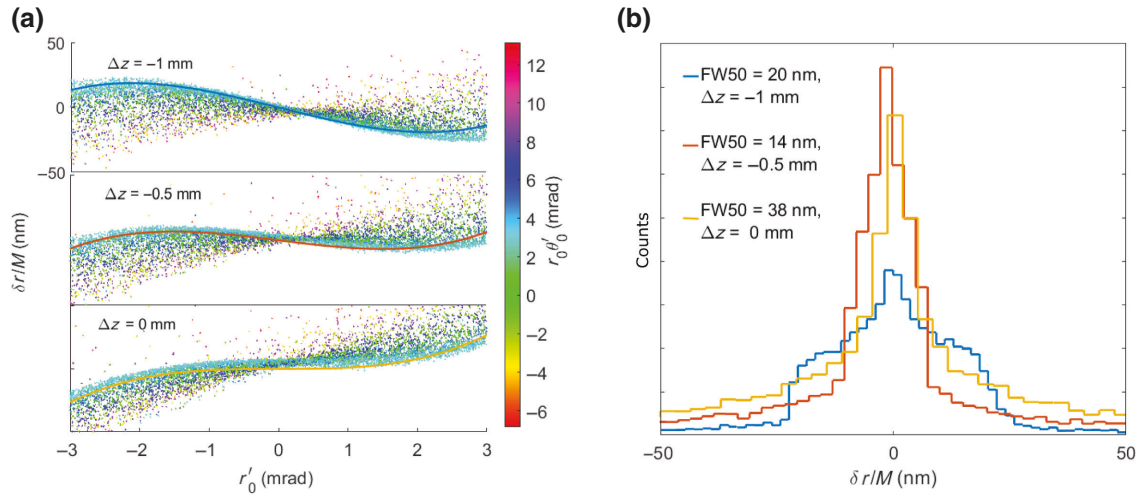 (a)
50
0
−50
Δz = −1 mm
Δz = −0.5 mm
Δz = 0 mm
δr/M (nm)
−3
−2
−1
0
1
2
3
r′₀ (mrad)
12
10
8
6
4
2
0
−2
−4
−6
r₀θ′₀ (mrad)
(b)
FW50 = 20 nm,
Δz = −1 mm
FW50 = 14 nm,
Δz = −0.5 mm
FW50 = 38 nm,
Δz = 0 mm
Counts
−50
0
50
δr/M (nm)